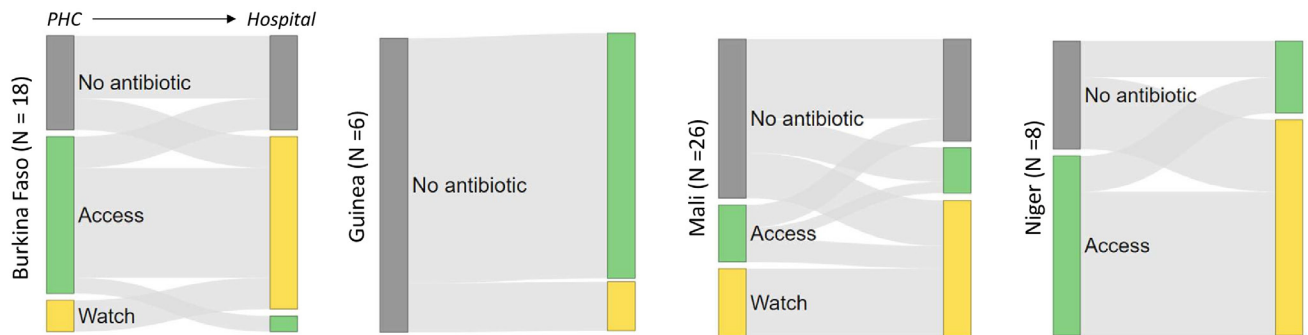 PHC
Hospital
Burkina Faso (N = 18)
No antibiotic
Access
Watch
Guinea (N =6)
No antibiotic
Mali (N =26)
No antibiotic
Access
Watch
Niger (N =8)
No antibiotic
Access